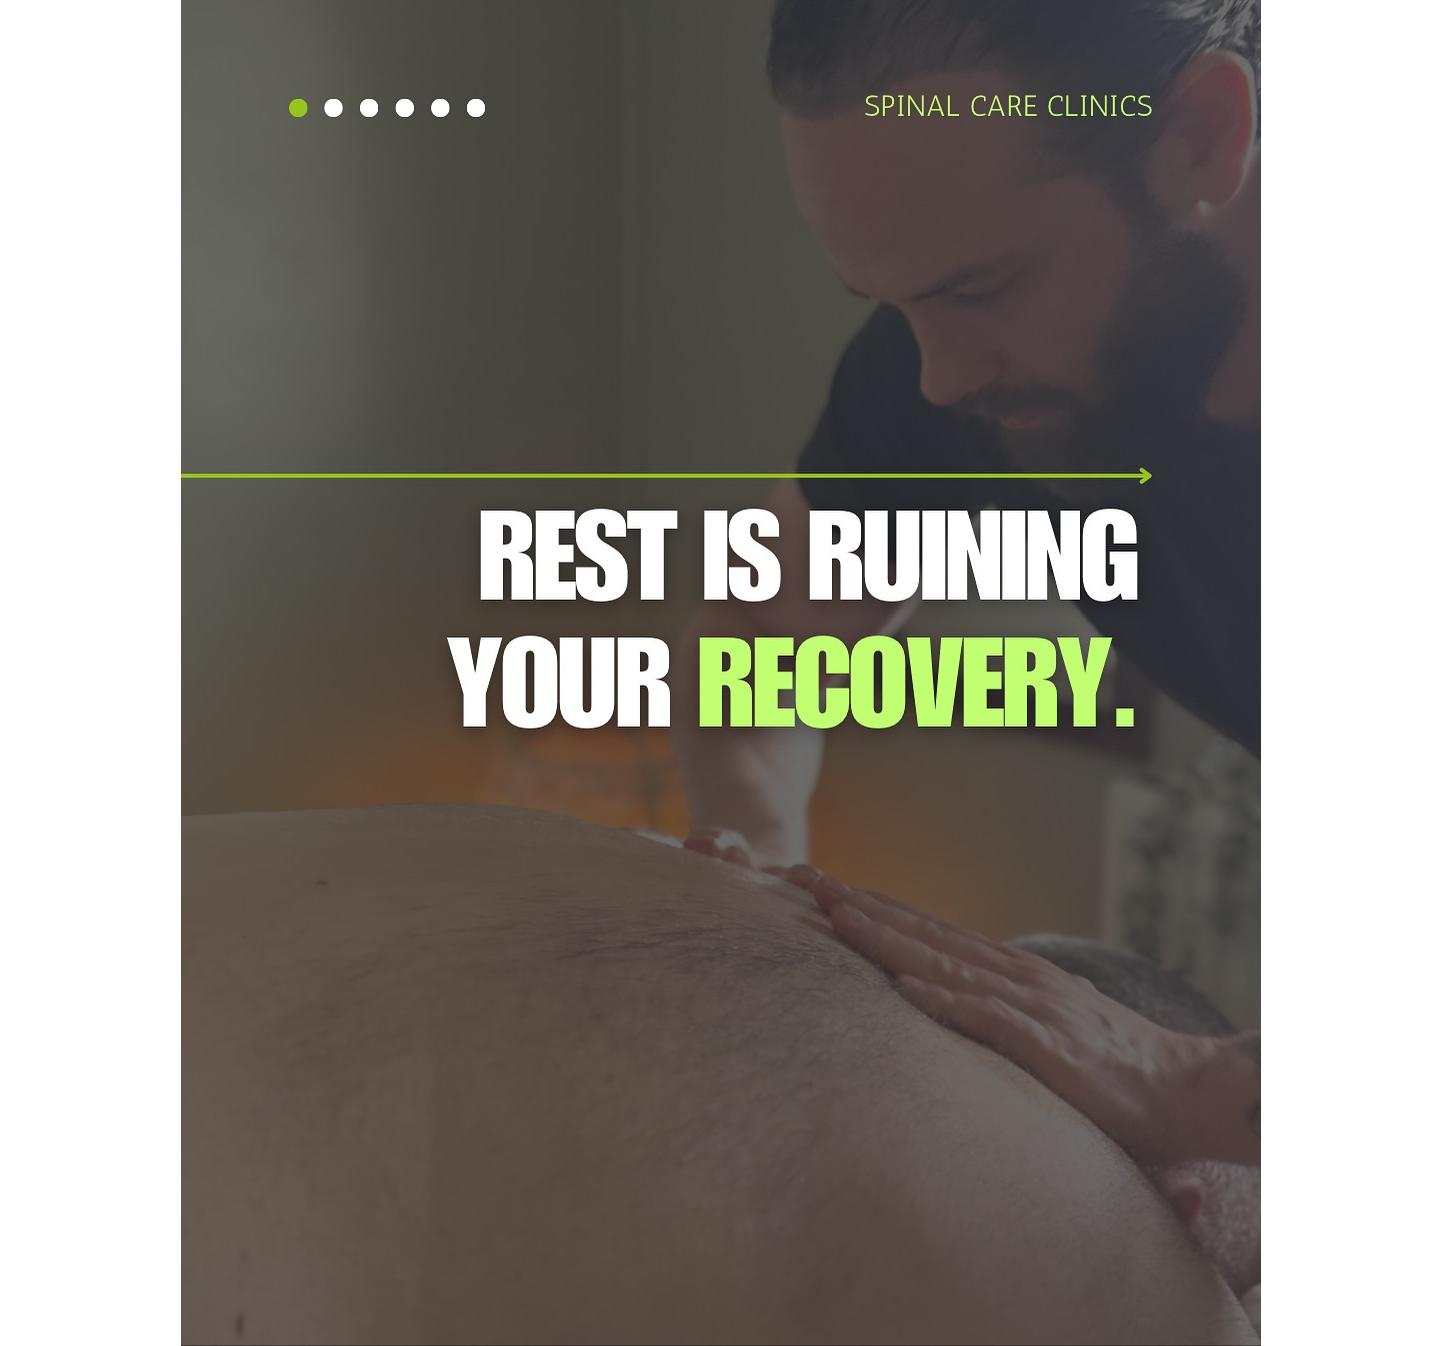 SPINAL CARE CLINICS
REST IS RUINING
YOUR RECOVERY.